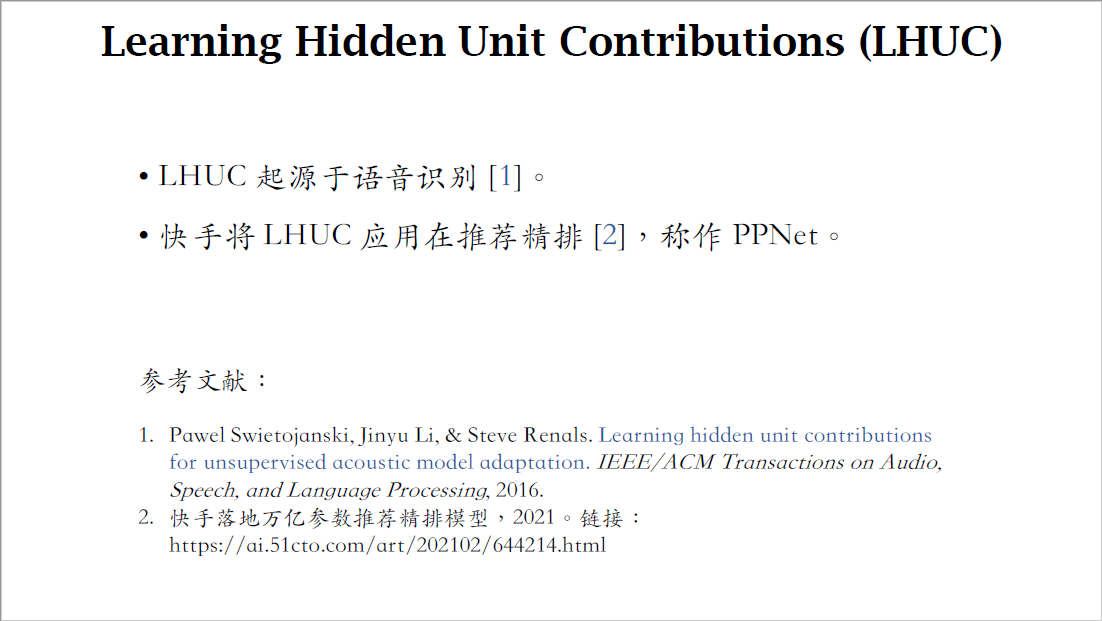 Learning Hidden Unit Contributions (LHUC)
• LHUC 起源于语音识别 [1]。
• 快手将 LHUC 应用在推荐精排 [2]，称作 PPNet。
参考文献：
1. Pawel Swietojanski, Jinyu Li, & Steve Renals. Learning hidden unit contributions
for unsupervised acoustic model adaptation. IEEE/ACM Transactions on Audio,
Speech, and Language Processing, 2016.
2. 快手落地万亿参数推荐精排模型，2021。链接：
https://ai.51cto.com/art/202102/644214.html